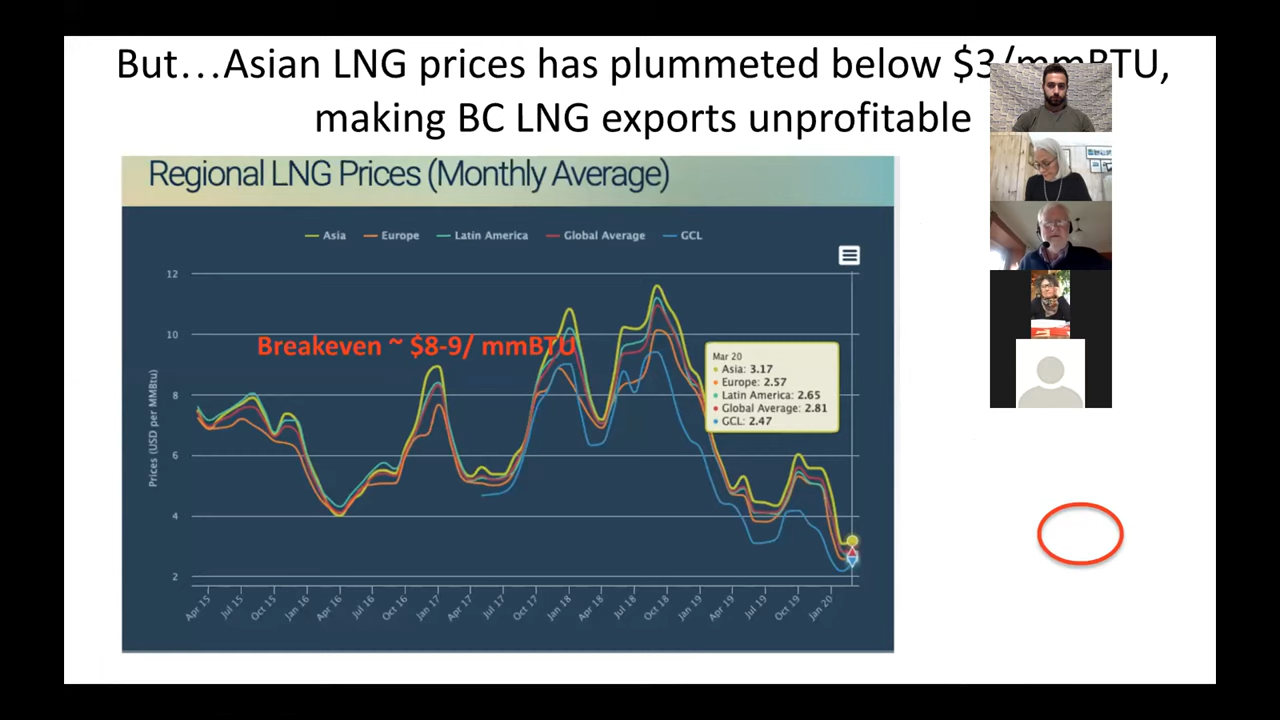 But…Asian LNG prices has plummeted below $3/mmBTU,
making BC LNG exports unprofitable
Regional LNG Prices (Monthly Average)
Asia Europe Latin America Global Average GCL
12
10
8
6
4
2
Prices (USD per MMBtu)
Breakeven ~ $8-9/ mmBTU
Mar 20
Asia: 3.17
Europe: 2.57
Latin America: 2.65
Global Average: 2.81
GCL: 2.47
Apr 15 Jul 15 Oct 15 Jan 16 Apr 16 Jul 16 Oct 16 Jan 17 Apr 17 Jul 17 Oct 17 Jan 18 Apr 18 Jul 18 Oct 18 Jan 19 Apr 19 Jul 19 Oct 19 Jan 20